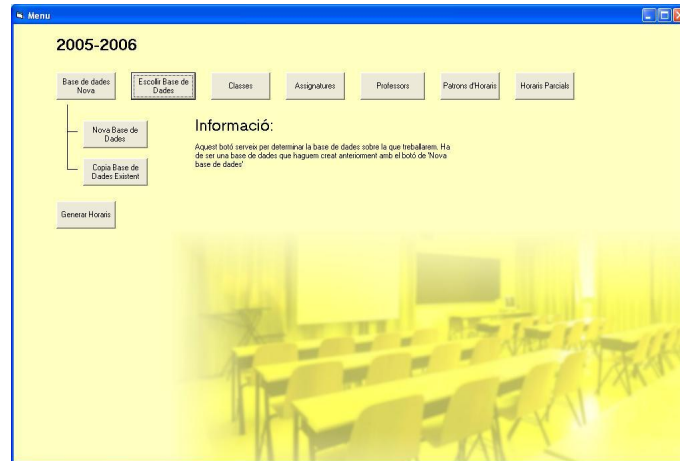 Menu
2005-2006
Base de dades
Nova
Escollir Base de
Dades
Classes
Assignatures
Professors
Patrons d'Horaris
Horaris Parcials
Nova Base de
Dades
Copia Base de
Dades Existent
Generar Horaris
Informació:
Aquest botó serveix per determinar la base de dades sobre la que treballarem. Ha
de ser una base de dades que haguem creat anteriorment amb el botó de 'Nova
base de dades'